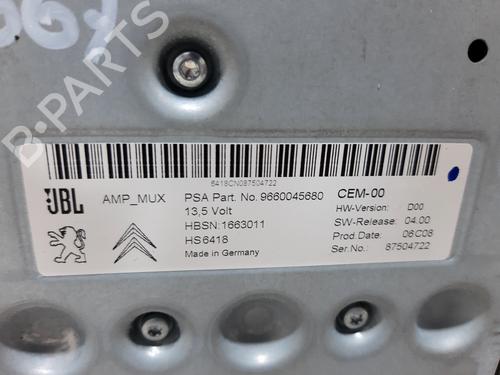 B-PARTS
6418CN087504722
JBL
AMP_MUX
PSA Part. No. 9660045680
13,5 Volt
HBSN:1663011
HS6418
Made in Germany
CEM-00
HW-Version: D00
SW-Release: 04.00
Prod.Date: 06C08
Ser.No.: 87504722